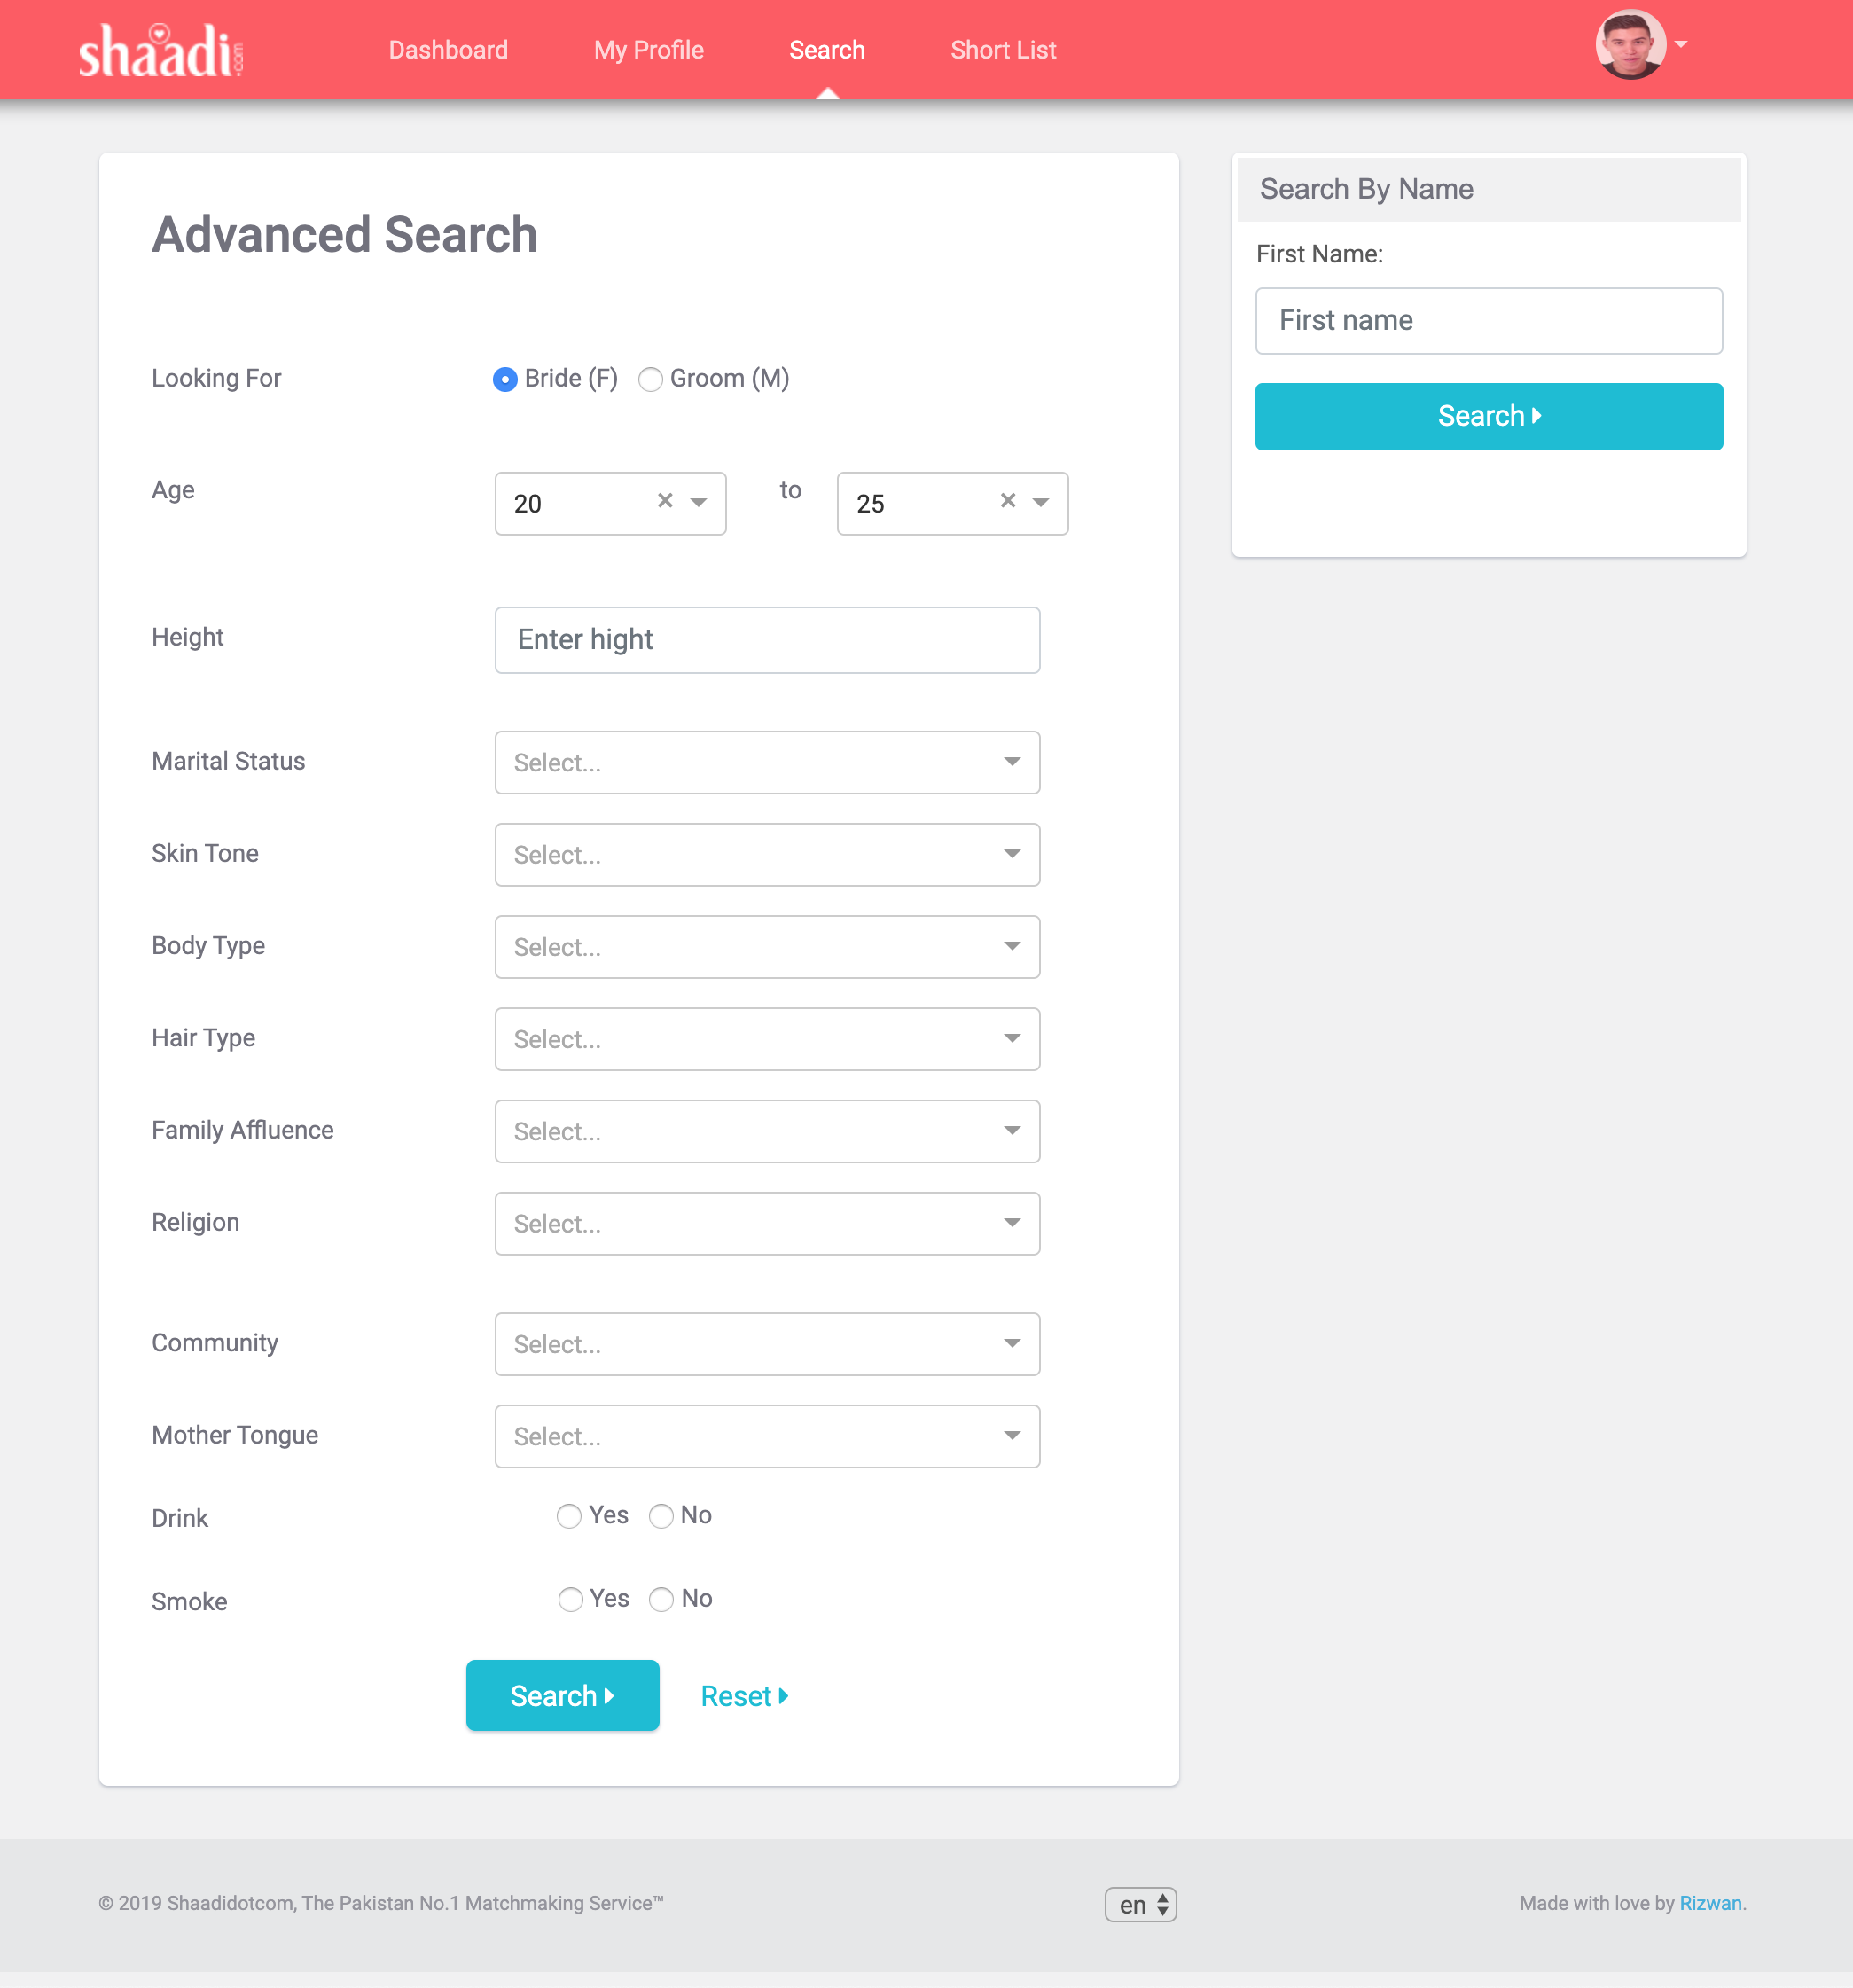 shaadi.com
Dashboard My Profile Search Short List
Advanced Search
Looking For Bride (F) Groom (M)
Age 20 × to 25 ×
Height Enter hight
Marital Status Select...
Skin Tone Select...
Body Type Select...
Hair Type Select...
Family Affluence Select...
Religion Select...
Community Select...
Mother Tongue Select...
Drink Yes No
Smoke Yes No
Search Reset
Search By Name
First Name:
First name
Search
© 2019 Shaadidotcom, The Pakistan No.1 Matchmaking Service™ en Made with love by Rizwan.